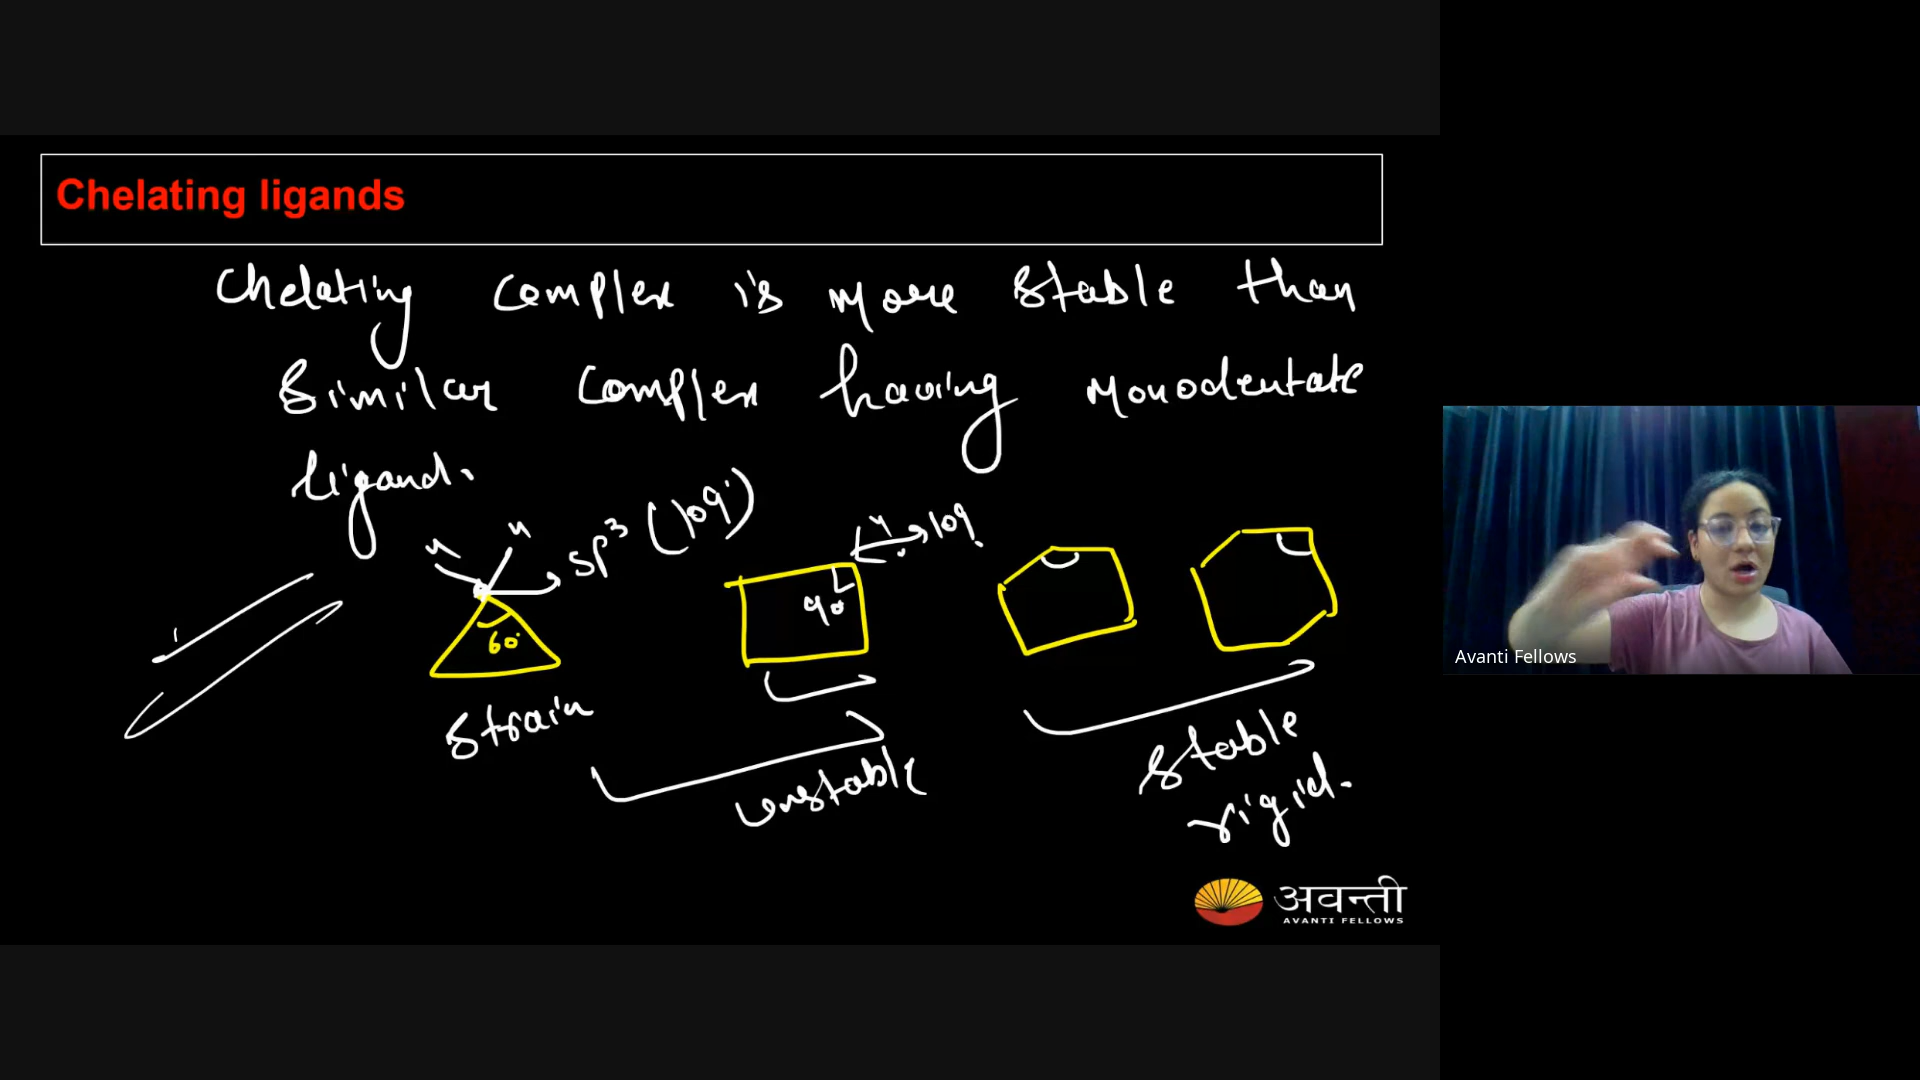 Chelating ligands
Chelating complex is more stable than
similar complex having monodentate
ligand.
sp³ (109°)
109
60°
90
strain
unstable
stable
rigid.
Avanti Fellows
अवन्ती
AVANTI FELLOWS